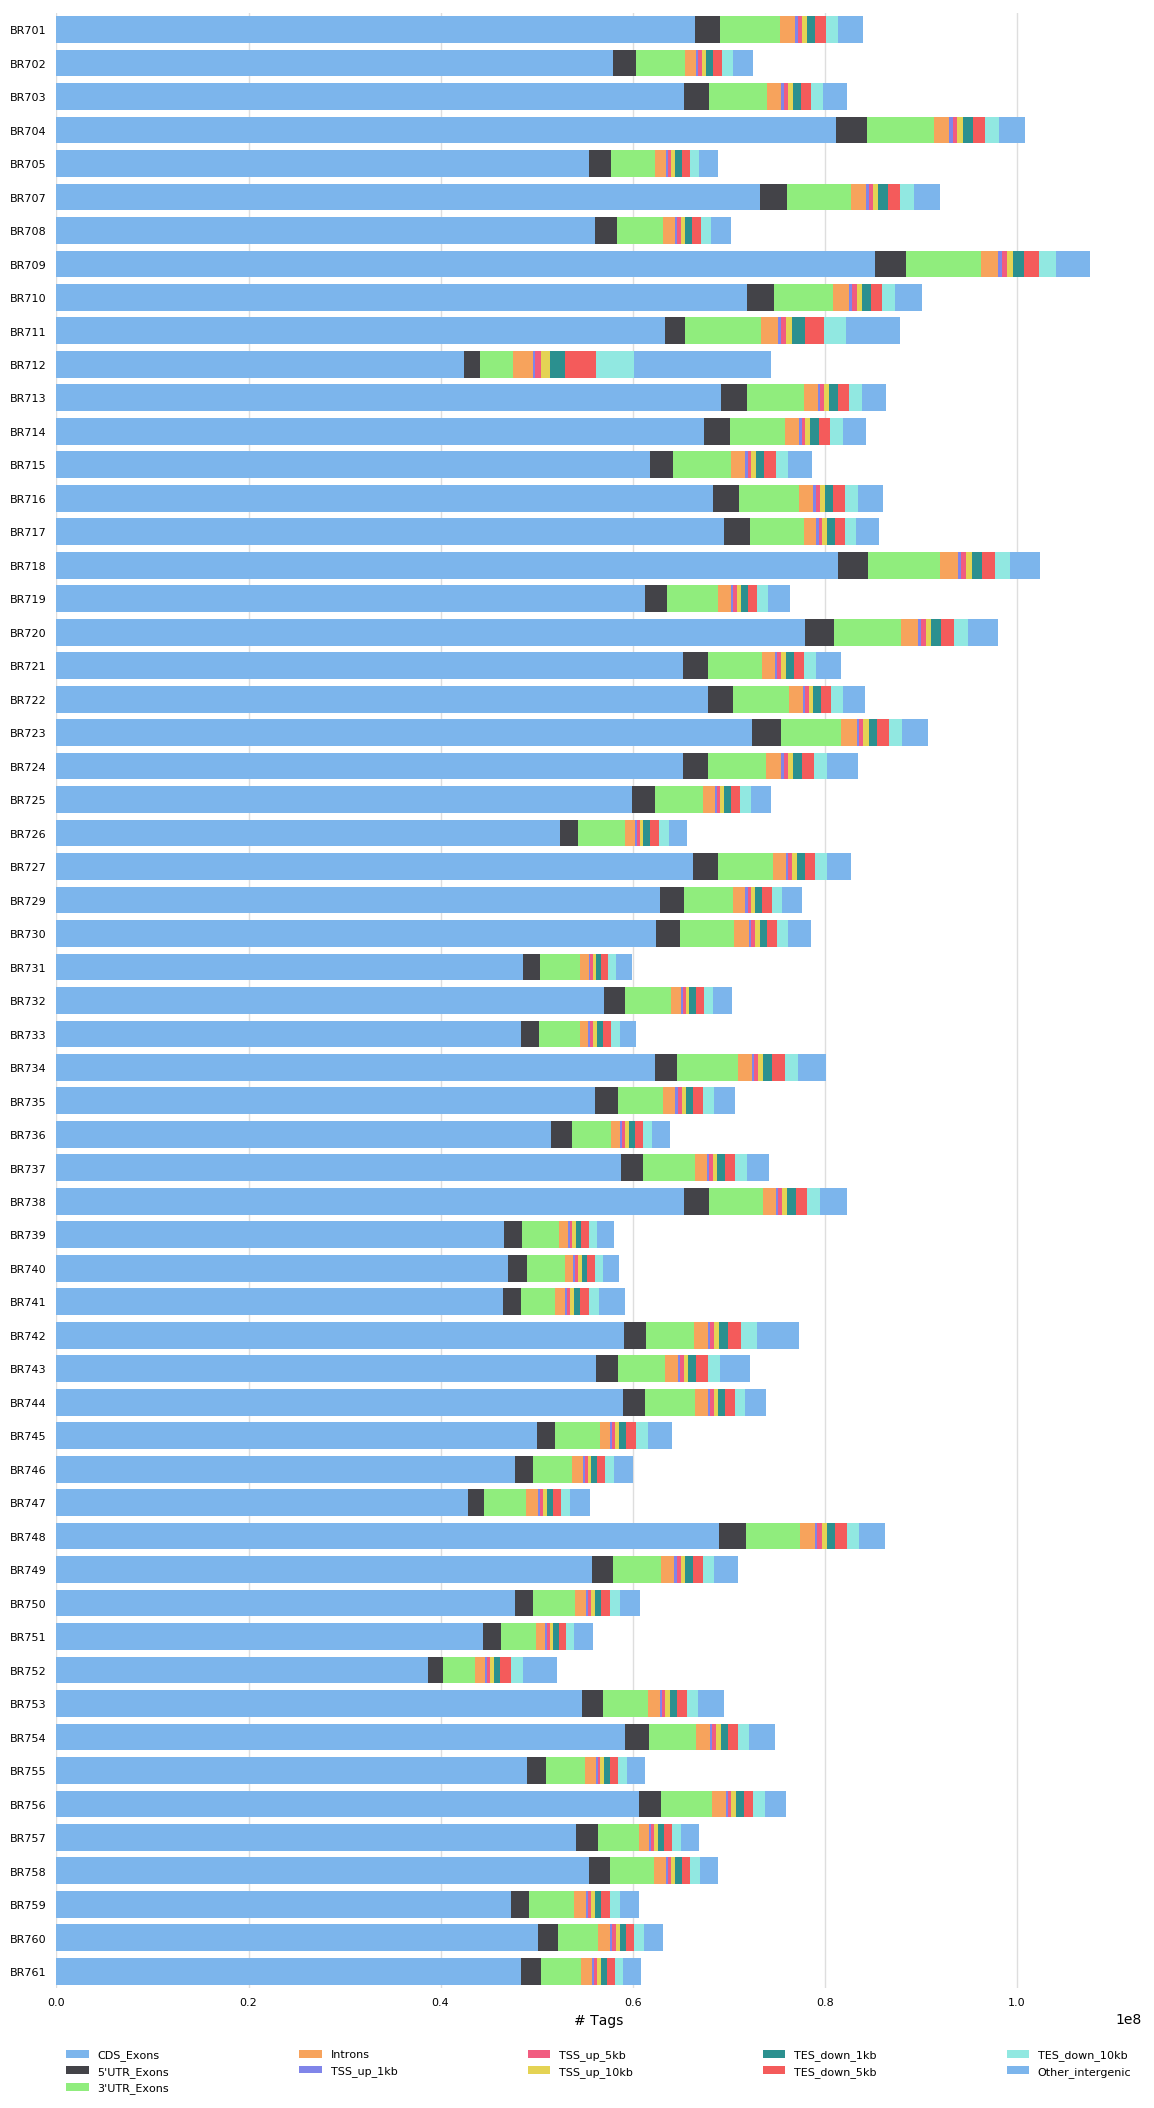 BR701
BR702
BR703
BR704
BR705
BR707
BR708
BR709
BR710
BR711
BR712
BR713
BR714
BR715
BR716
BR717
BR718
BR719
BR720
BR721
BR722
BR723
BR724
BR725
BR726
BR727
BR729
BR730
BR731
BR732
BR733
BR734
BR735
BR736
BR737
BR738
BR739
BR740
BR741
BR742
BR743
BR744
BR745
BR746
BR747
BR748
BR749
BR750
BR751
BR752
BR753
BR754
BR755
BR756
BR757
BR758
BR759
BR760
BR761
0.0 0.2 0.4 0.6 0.8 1.0
# Tags 1e8
CDS_Exons Introns TSS_up_5kb TES_down_1kb TES_down_10kb
5'UTR_Exons TSS_up_1kb TSS_up_10kb TES_down_5kb Other_intergenic
3'UTR_Exons